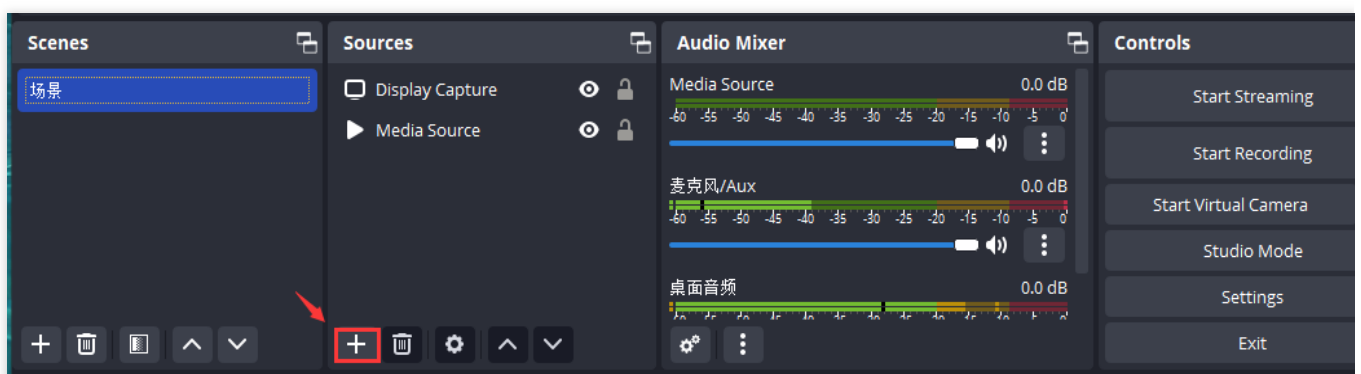 Scenes
场景
Sources
Display Capture
Media Source
Audio Mixer
Media Source 0.0 dB
-60 -55 -50 -45 -40 -35 -30 -25 -20 -15 -10 -5 0
麦克风/Aux 0.0 dB
-60 -55 -50 -45 -40 -35 -30 -25 -20 -15 -10 -5 0
桌面音频 0.0 dB
Controls
Start Streaming
Start Recording
Start Virtual Camera
Studio Mode
Settings
Exit